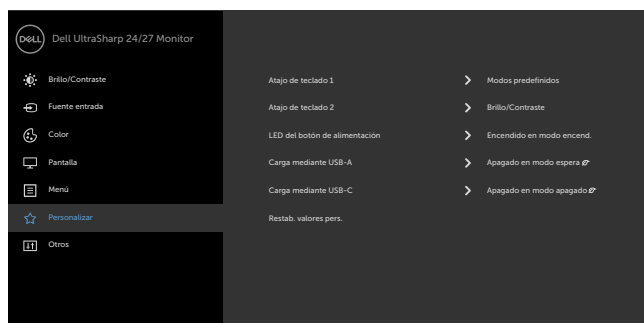 DELL Dell UltraSharp 24/27 Monitor
Brillo/Contraste
Fuente entrada
Color
Pantalla
Menú
Personalizar
Otros
Atajo de teclado 1 Modos predefinidos
Atajo de teclado 2 Brillo/Contraste
LED del botón de alimentación Encendido en modo encend.
Carga mediante USB-A Apagado en modo espera
Carga mediante USB-C Apagado en modo apagado
Restab. valores pers.